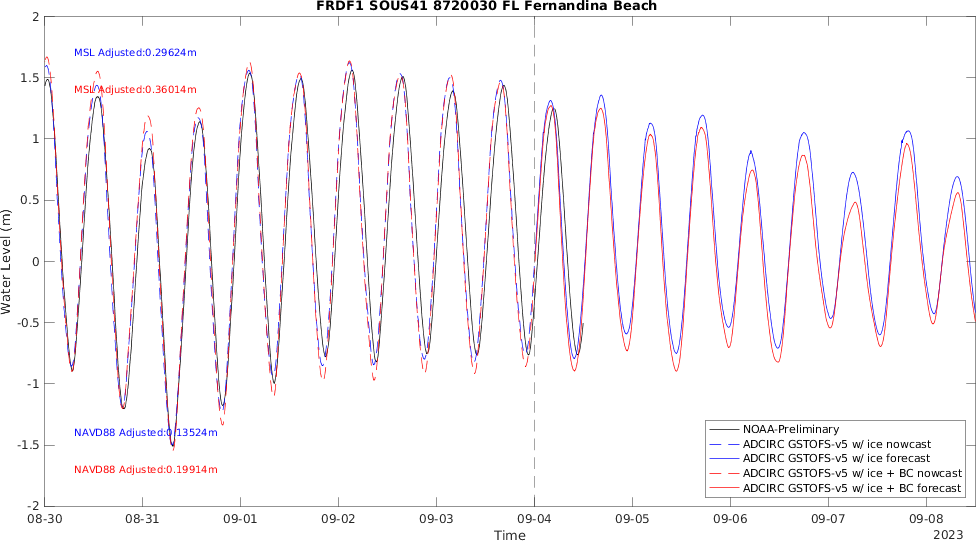 FRDF1 SOUS41 8720030 FL Fernandina Beach
2
1.5
1
0.5
0
-0.5
-1
-1.5
-2
Water Level (m)
MSL Adjusted:0.29624m
MSL Adjusted:0.36014m
NAVD88 Adjusted:0.13524m
NAVD88 Adjusted:0.19914m
NOAA-Preliminary
ADCIRC GSTOFS-v5 w/ ice nowcast
ADCIRC GSTOFS-v5 w/ ice forecast
ADCIRC GSTOFS-v5 w/ ice + BC nowcast
ADCIRC GSTOFS-v5 w/ ice + BC forecast
08-30 08-31 09-01 09-02 09-03 09-04 09-05 09-06 09-07 09-08
Time
2023